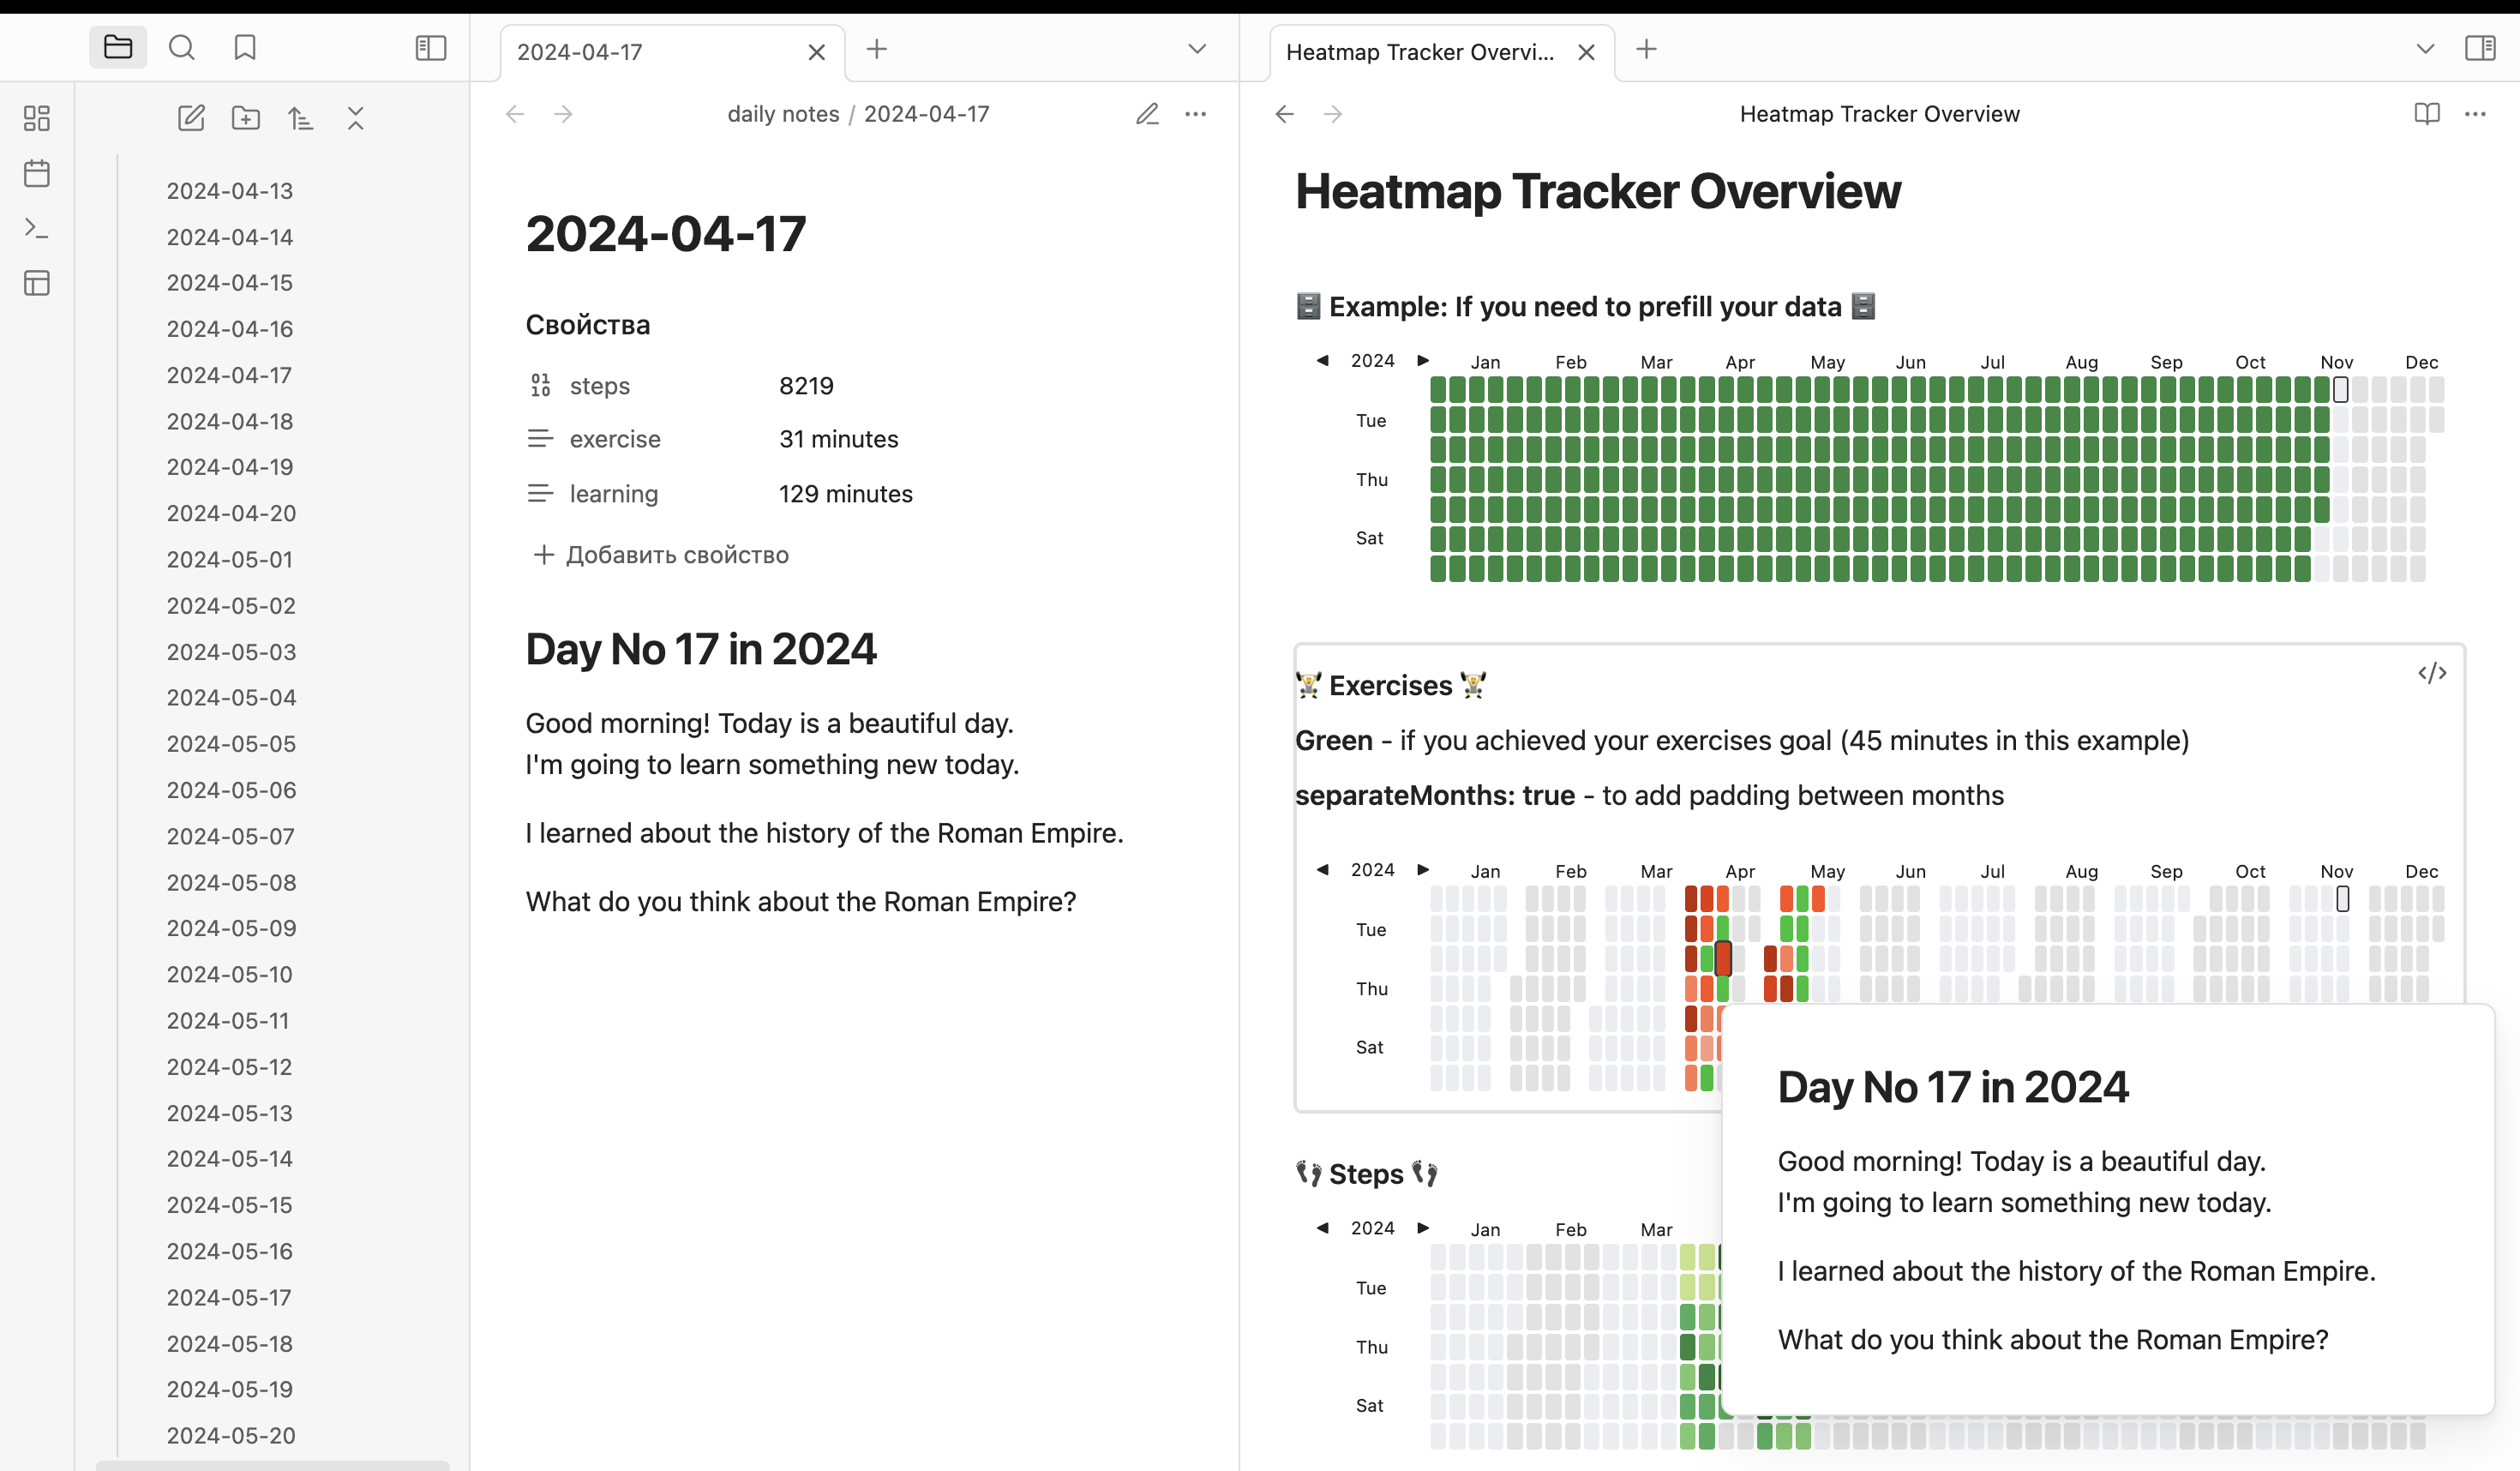 2024-04-17
Heatmap Tracker Overvi...
daily notes / 2024-04-17
Heatmap Tracker Overview
2024-04-13
2024-04-14
2024-04-15
2024-04-16
2024-04-17
2024-04-18
2024-04-19
2024-04-20
2024-05-01
2024-05-02
2024-05-03
2024-05-04
2024-05-05
2024-05-06
2024-05-07
2024-05-08
2024-05-09
2024-05-10
2024-05-11
2024-05-12
2024-05-13
2024-05-14
2024-05-15
2024-05-16
2024-05-17
2024-05-18
2024-05-19
2024-05-20
2024-04-17
Свойства
steps 8219
exercise 31 minutes
learning 129 minutes
Добавить свойство
Day No 17 in 2024
Good morning! Today is a beautiful day.
I'm going to learn something new today.
I learned about the history of the Roman Empire.
What do you think about the Roman Empire?
Heatmap Tracker Overview
Example: If you need to prefill your data
2024 Jan Feb Mar Apr May Jun Jul Aug Sep Oct Nov Dec
Tue
Thu
Sat
Exercises
Green - if you achieved your exercises goal (45 minutes in this example)
separateMonths: true - to add padding between months
2024 Jan Feb Mar Apr May Jun Jul Aug Sep Oct Nov Dec
Tue
Thu
Sat
Steps
2024 Jan Feb Mar
Tue
Thu
Sat
Day No 17 in 2024
Good morning! Today is a beautiful day.
I'm going to learn something new today.
I learned about the history of the Roman Empire.
What do you think about the Roman Empire?